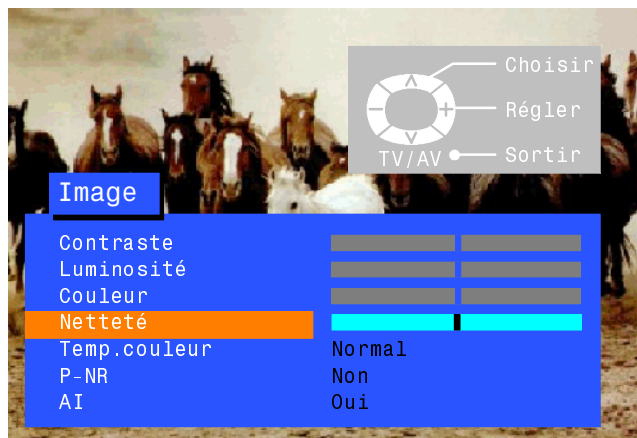 Choisir
Régler
TV/AV Sortir
Image
Contraste
Luminosité
Couleur
Netteté
Temp.couleur Normal
P-NR Non
AI Oui